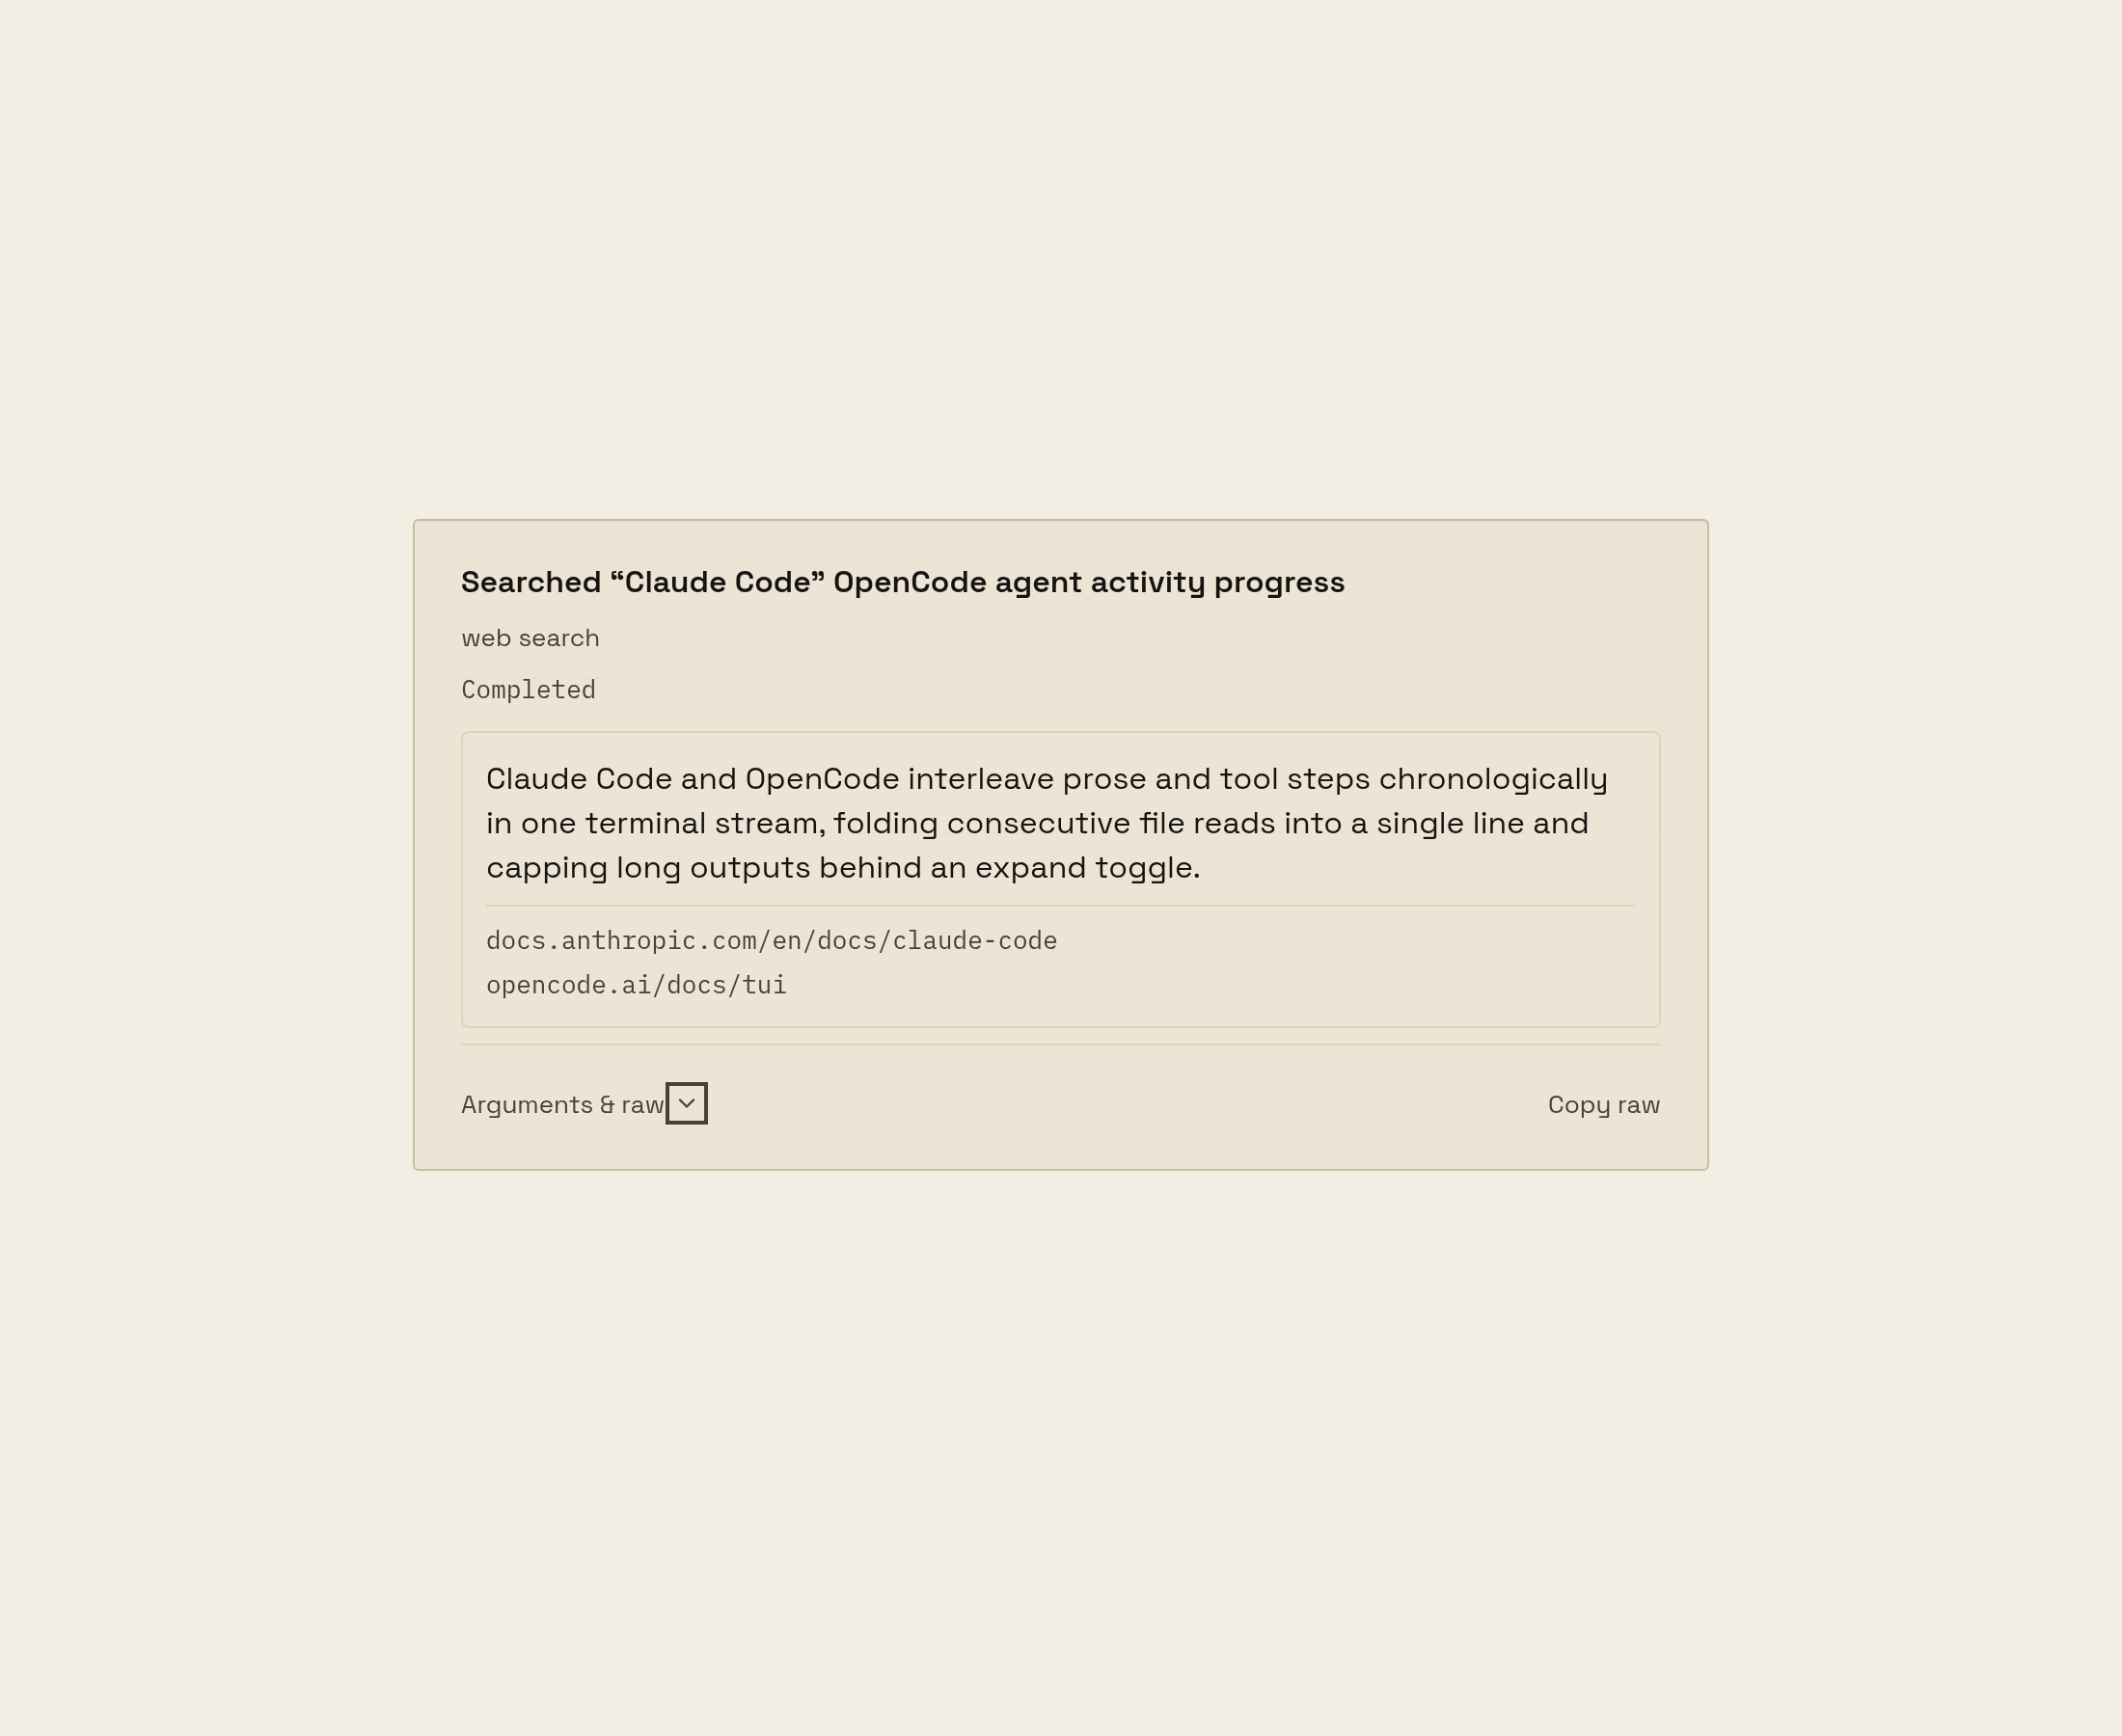 Searched “Claude Code” OpenCode agent activity progress
web search
Completed
Claude Code and OpenCode interleave prose and tool steps chronologically
in one terminal stream, folding consecutive file reads into a single line and
capping long outputs behind an expand toggle.
docs.anthropic.com/en/docs/claude-code
opencode.ai/docs/tui
Arguments & raw
Copy raw